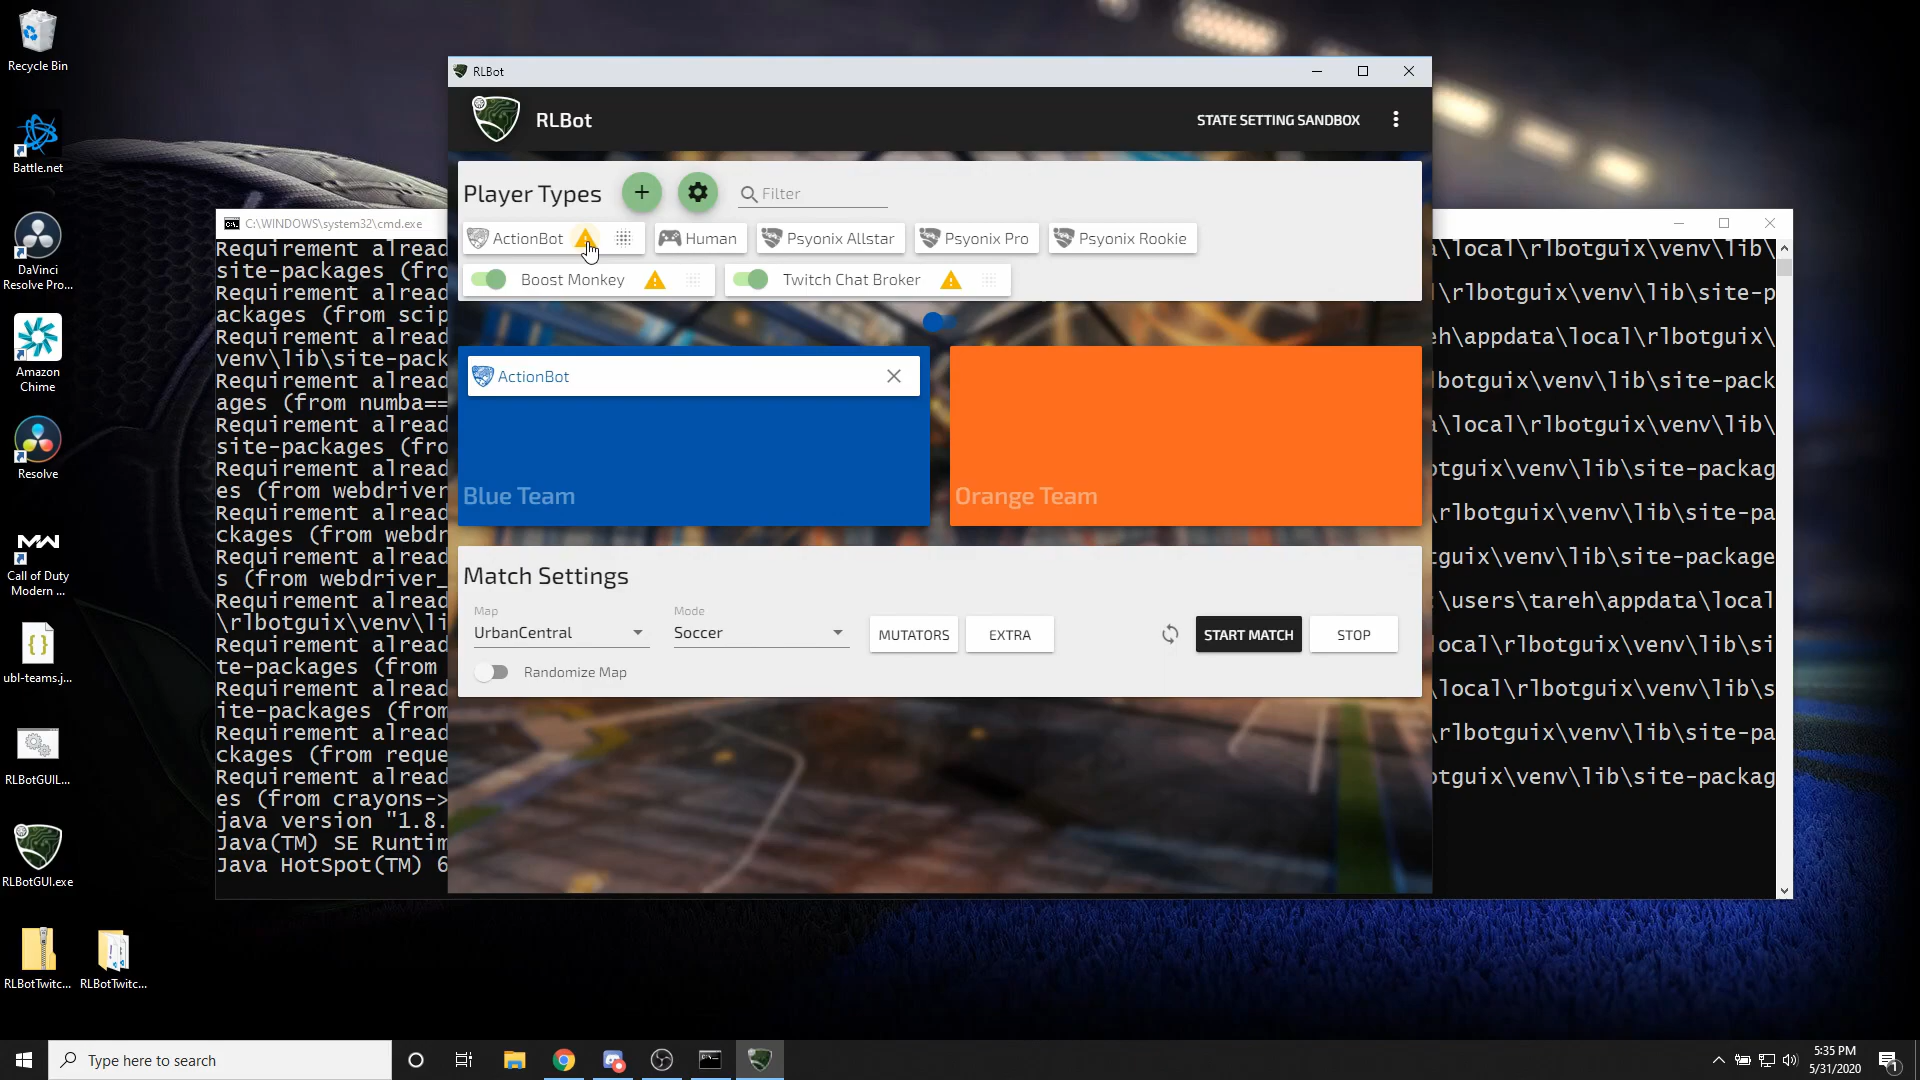 Recycle Bin
Battle.net
DaVinci
Resolve Pro...
Amazon
Chime
Resolve
Call of Duty
Modern ...
ubl-teams.j...
RLBotGUIL...
RLBotGUI.exe
RLBotTwitc...
RLBotTwitc...
RLBot
RLBot
STATE SETTING SANDBOX
Player Types
Filter
ActionBot
Human
Psyonix Allstar
Psyonix Pro
Psyonix Rookie
Boost Monkey
Twitch Chat Broker
ActionBot
Blue Team
Orange Team
Match Settings
Map
UrbanCentral
Mode
Soccer
MUTATORS
EXTRA
START MATCH
STOP
Randomize Map
C:\WINDOWS\system32\cmd.exe
Requirement alread
site-packages (fro
Requirement alread
ackages (from scip
Requirement alread
venv\lib\site-pack
Requirement alread
ages (from numba==
Requirement alread
site-packages (fro
Requirement alread
es (from webdriver
Requirement alread
ckages (from webdr
Requirement alread
s (from webdriver_
Requirement alread
\rlbotguix\venv\li
Requirement alread
te-packages (from
Requirement alread
ite-packages (from
Requirement alread
ckages (from reque
Requirement alread
es (from crayons->
java version "1.8.
Java(TM) SE Runtim
Java HotSpot(TM) 6
a\local\rlbotguix\venv\lib\
\rlbotguix\venv\lib\site-p
h\appdata\local\rlbotguix\
botguix\venv\lib\site-pack
\local\rlbotguix\venv\lib\
otguix\venv\lib\site-packag
\rlbotguix\venv\lib\site-pa
guix\venv\lib\site-package
\users\tareh\appdata\local
ocal\rlbotguix\venv\lib\si
local\rlbotguix\venv\lib\s
\rlbotguix\venv\lib\site-pa
otguix\venv\lib\site-packag
Type here to search
5:35 PM
5/31/2020
1